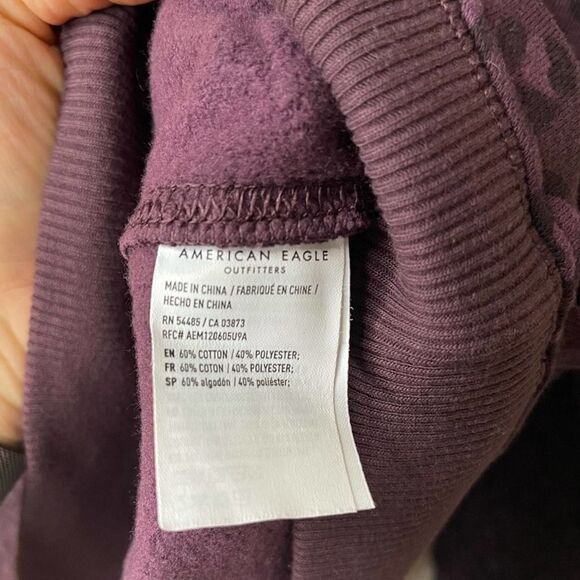 AMERICAN EAGLE
OUTFITTERS
MADE IN CHINA / FABRIQUÉ EN CHINE /
HECHO EN CHINA
RN 54485 / CA 03873
RFC# AEM120605U9A
EN 60% COTTON / 40% POLYESTER;
FR 60% COTON / 40% POLYESTER;
SP 60% algodón / 40% poliéster;